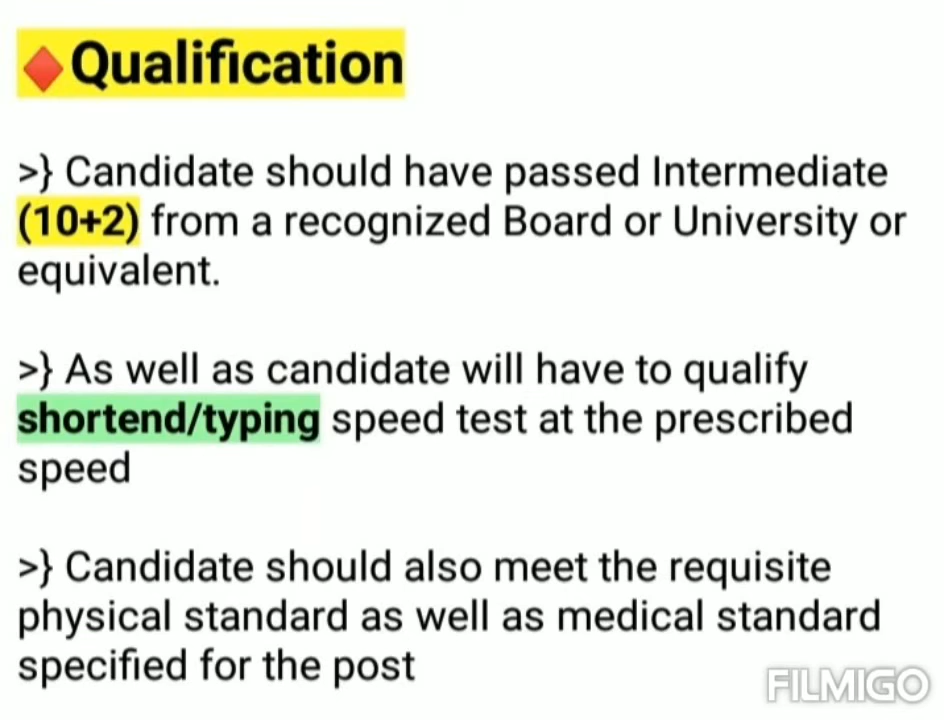 ♦Qualification
>} Candidate should have passed Intermediate
(10+2) from a recognized Board or University or
equivalent.
>} As well as candidate will have to qualify
shortend/typing speed test at the prescribed
speed
>} Candidate should also meet the requisite
physical standard as well as medical standard
specified for the post
FILMIGO